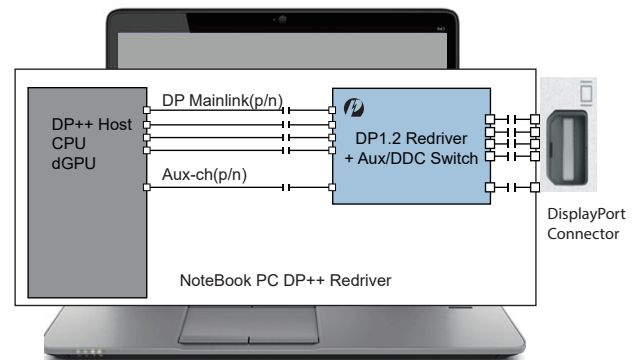 DP Mainlink(p/n)
DP++ Host
CPU
dGPU
DP1.2 Redriver
+ Aux/DDC Switch
Aux-ch(p/n)
DisplayPort
Connector
NoteBook PC DP++ Redriver